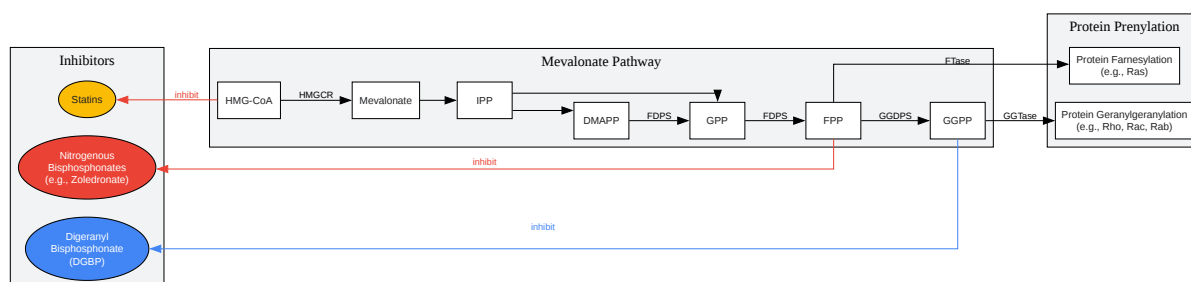 Protein Prenylation
Inhibitors
Mevalonate Pathway
FTase
Protein Farnesylation
(e.g., Ras)
Statins
inhibit
HMG-CoA
HMGCR
Mevalonate
IPP
DMAPP
FDPS
GPP
FDPS
FPP
GGDPS
GGPP
GGTase
Protein Geranylgeranylation
(e.g., Rho, Rac, Rab)
Nitrogenous
Bisphosphonates
(e.g., Zoledronate)
inhibit
Digeranyl
Bisphosphonate
(DGBP)
inhibit